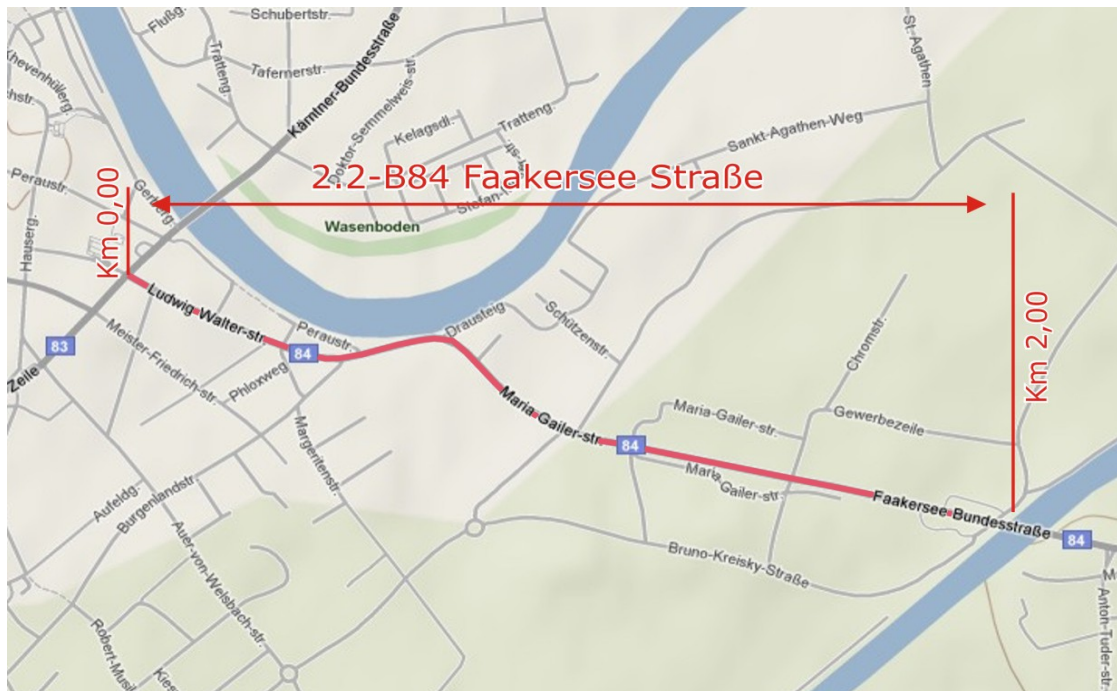 Schubertstr.
Flußg.
St. Agathen
Khevenhüllerg.
Tratteng.
Tafernerstr.
Kärntner-Bundesstraße
Doktor-Semmelweis-str.
Kelagsdl.
Tratteng.
Sankt-Agathen-Weg
Peraustr.
Gerberg.
2.2-B84 Faakersee Straße
Km 0,00
Hauserg.
Wasenboden
Ludwig-Walter-str.
Peraustr.
Drausteig
Schützenstr.
Chromstr.
Km 2,00
83
84
Zeile
Meister-Friedrich-str.
Phloxweg
Maria-Gailer-str.
Maria-Gailer-str.
Gewerbezeile
Margeritenstr.
84
Maria
Gailer-str.
Faakersee-Bundesstraße
84
Aufeldg.
Burgenlandstr.
Auer-von-Welsbach-str.
Bruno-Kreisky-Straße
Anton-Tuder-str.